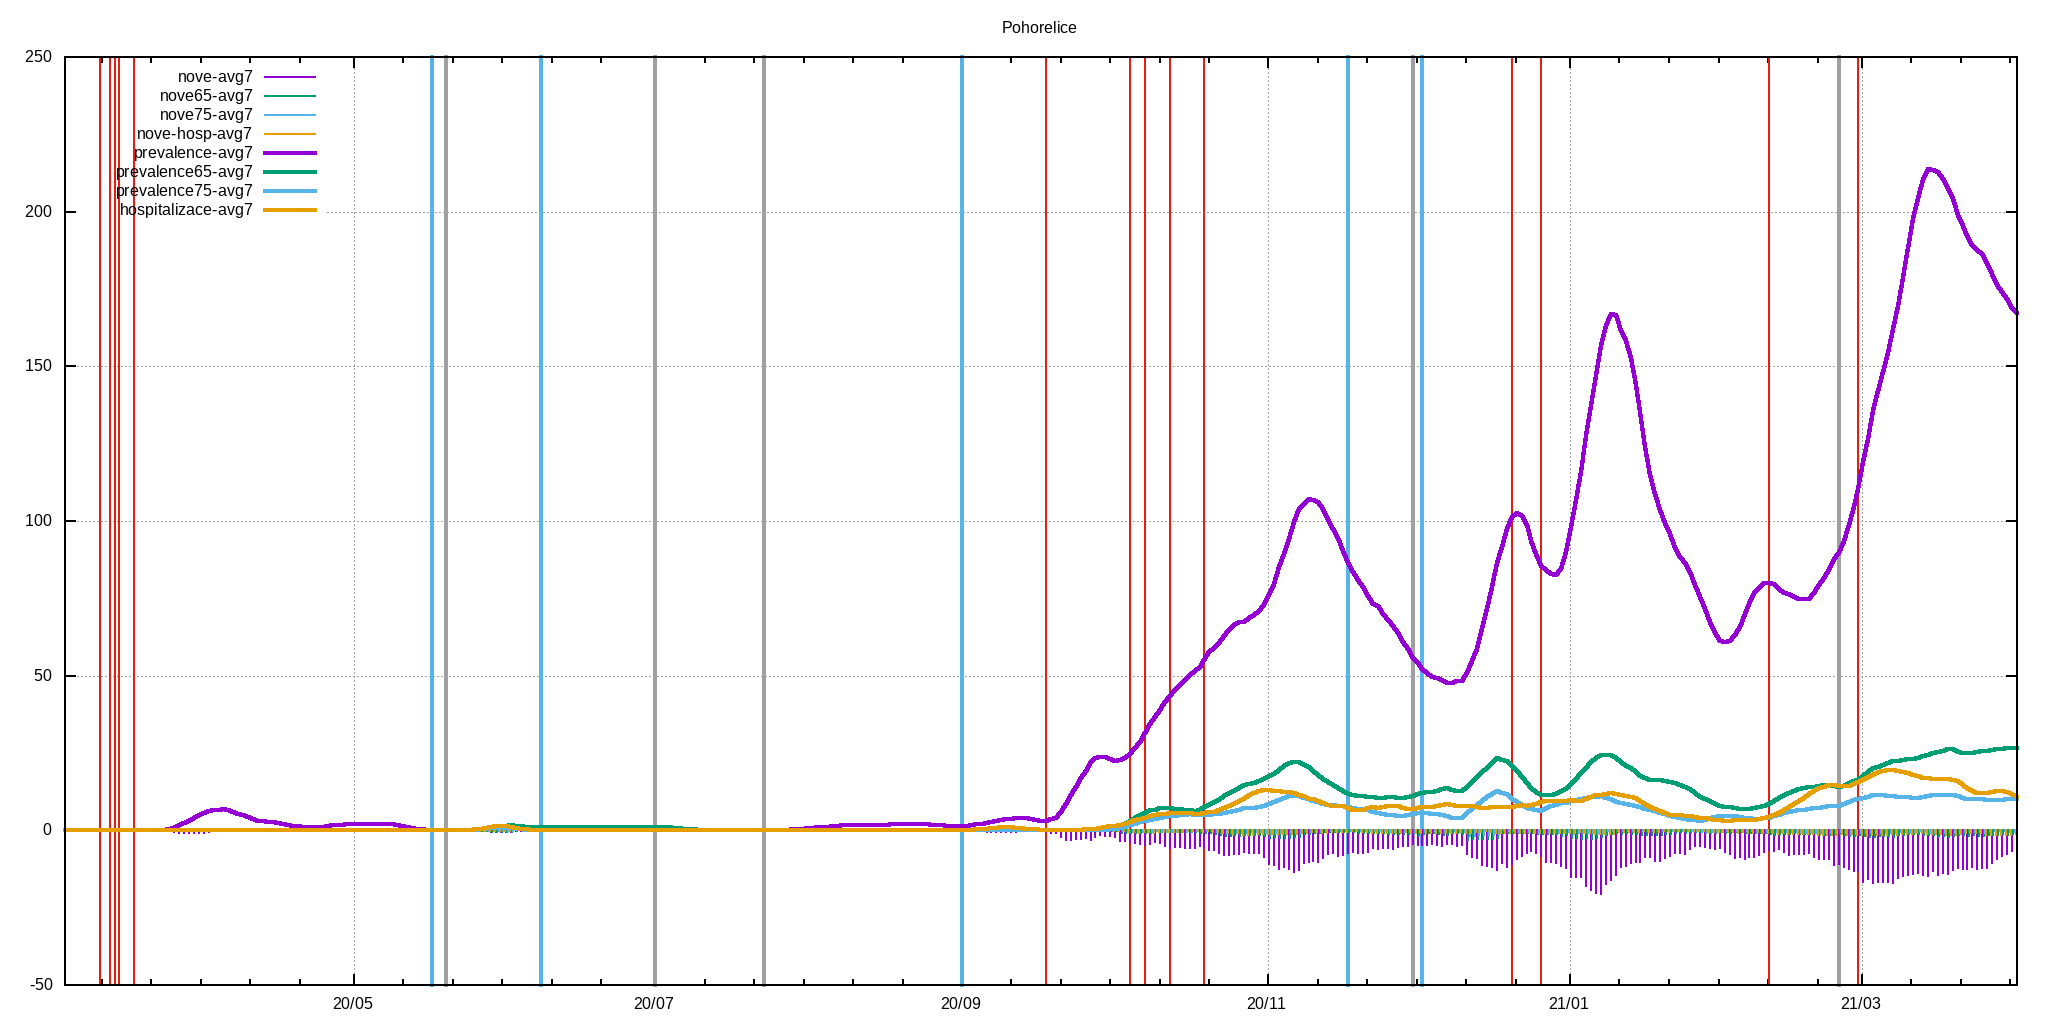 Pohorelice
250
200
150
100
50
0
-50
nove-avg7
nove65-avg7
nove75-avg7
nove-hosp-avg7
prevalence-avg7
prevalence65-avg7
prevalence75-avg7
hospitalizace-avg7
20/05
20/07
20/09
20/11
21/01
21/03